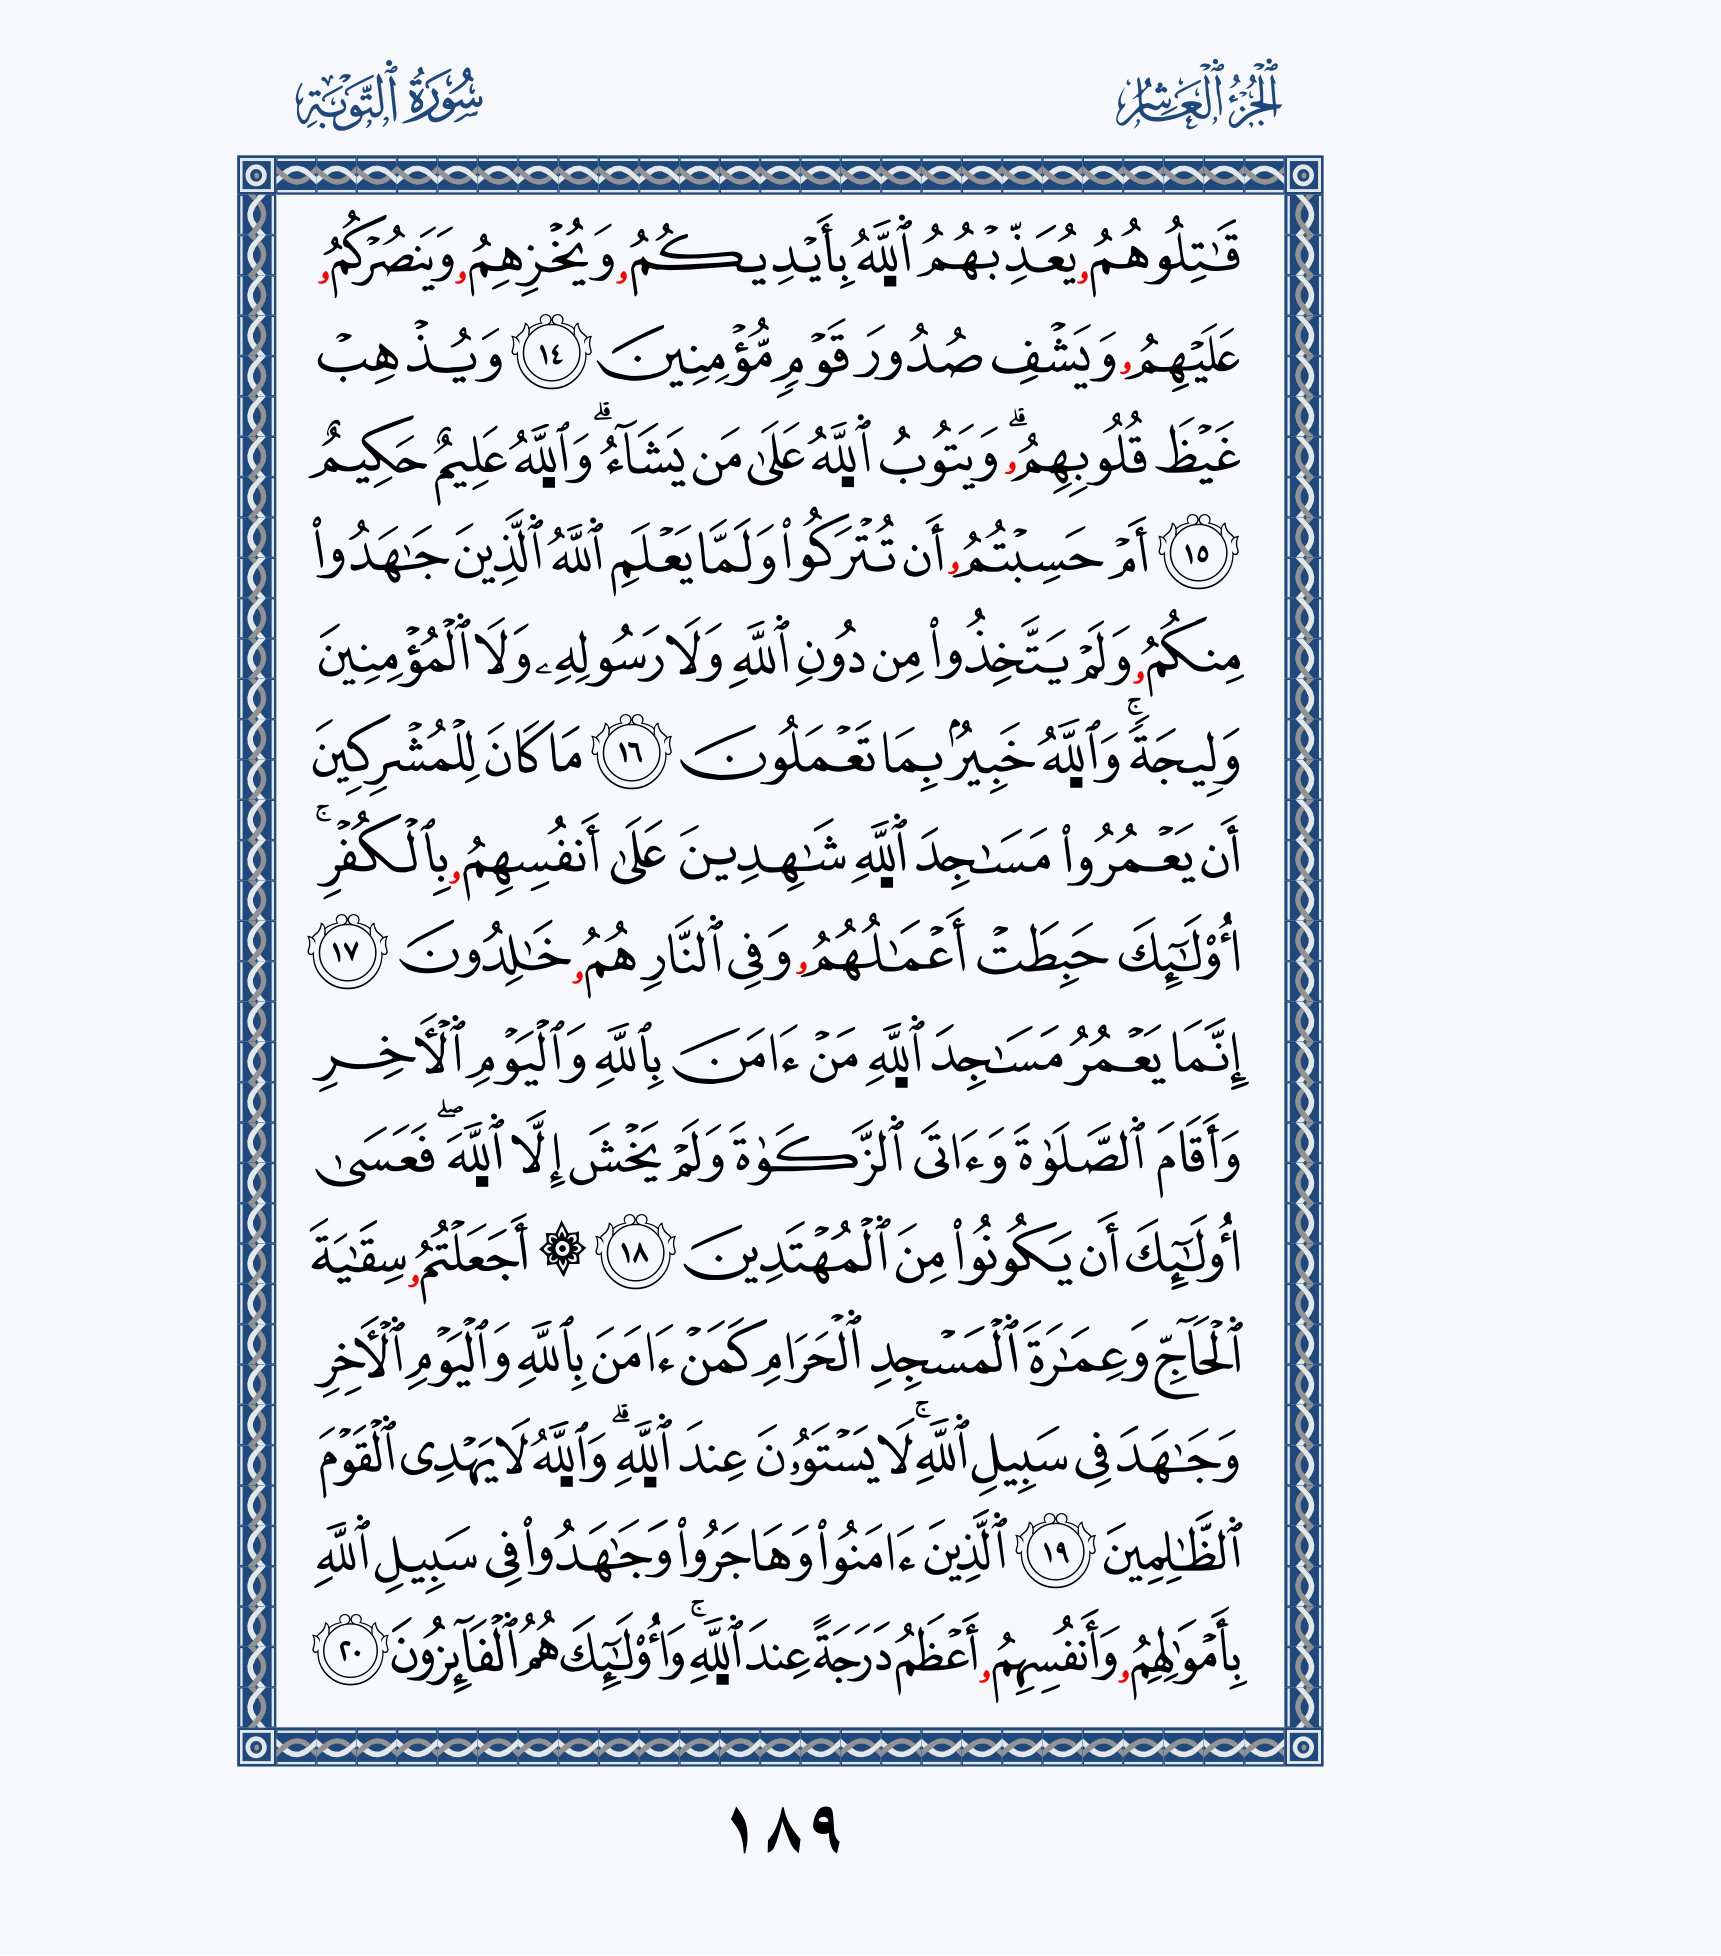 ٱلْجُزْءُ ٱلْعَاشِرُ
سُورَةُ ٱلتَّوْبَةِ
قَٰتِلُوهُمُۥ يُعَذِّبْهُمُ ٱللَّهُ بِأَيْدِيكُمُۥ وَيُخْزِهِمُۥ وَيَنصُرْكُمُۥ
عَلَيْهِمُۥ وَيَشْفِ صُدُورَ قَوْمٍ مُّؤْمِنِينَ ١٤ وَيُذْهِبْ
غَيْظَ قُلُوبِهِمُۥۗ وَيَتُوبُ ٱللَّهُ عَلَىٰ مَن يَشَآءُۗ وَٱللَّهُ عَلِيمٌ حَكِيمٌ
١٥ أَمْ حَسِبْتُمُۥ أَن تُتْرَكُوا۟ وَلَمَّا يَعْلَمِ ٱللَّهُ ٱلَّذِينَ جَٰهَدُوا۟
مِنكُمُۥ وَلَمْ يَتَّخِذُوا۟ مِن دُونِ ٱللَّهِ وَلَا رَسُولِهِۦ وَلَا ٱلْمُؤْمِنِينَ
وَلِيجَةًۚ وَٱللَّهُ خَبِيرٌۢ بِمَا تَعْمَلُونَ ١٦ مَا كَانَ لِلْمُشْرِكِينَ
أَن يَعْمُرُوا۟ مَسَٰجِدَ ٱللَّهِ شَٰهِدِينَ عَلَىٰ أَنفُسِهِمُۥ بِٱلْكُفْرِۚ
أُو۟لَٰٓئِكَ حَبِطَتْ أَعْمَٰلُهُمُۥ وَفِى ٱلنَّارِ هُمُۥ خَٰلِدُونَ ١٧
إِنَّمَا يَعْمُرُ مَسَٰجِدَ ٱللَّهِ مَنْ ءَامَنَ بِٱللَّهِ وَٱلْيَوْمِ ٱلْأَخِرِ
وَأَقَامَ ٱلصَّلَوٰةَ وَءَاتَى ٱلزَّكَوٰةَ وَلَمْ يَخْشَ إِلَّا ٱللَّهَۖ فَعَسَىٰ
أُو۟لَٰٓئِكَ أَن يَكُونُوا۟ مِنَ ٱلْمُهْتَدِينَ ١٨ ۞ أَجَعَلْتُمُۥ سِقَٰيَةَ
ٱلْحَآجِّ وَعِمَٰرَةَ ٱلْمَسْجِدِ ٱلْحَرَامِ كَمَنْ ءَامَنَ بِٱللَّهِ وَٱلْيَوْمِ ٱلْأَخِرِ
وَجَٰهَدَ فِى سَبِيلِ ٱللَّهِۚ لَا يَسْتَوُۥنَ عِندَ ٱللَّهِۗ وَٱللَّهُ لَا يَهْدِى ٱلْقَوْمَ
ٱلظَّٰلِمِينَ ١٩ ٱلَّذِينَ ءَامَنُوا۟ وَهَاجَرُوا۟ وَجَٰهَدُوا۟ فِى سَبِيلِ ٱللَّهِ
بِأَمْوَٰلِهِمُۥ وَأَنفُسِهِمُۥ أَعْظَمُ دَرَجَةً عِندَ ٱللَّهِۚ وَأُو۟لَٰٓئِكَ هُمُ ٱلْفَآئِزُونَ ٢٠
١٨٩